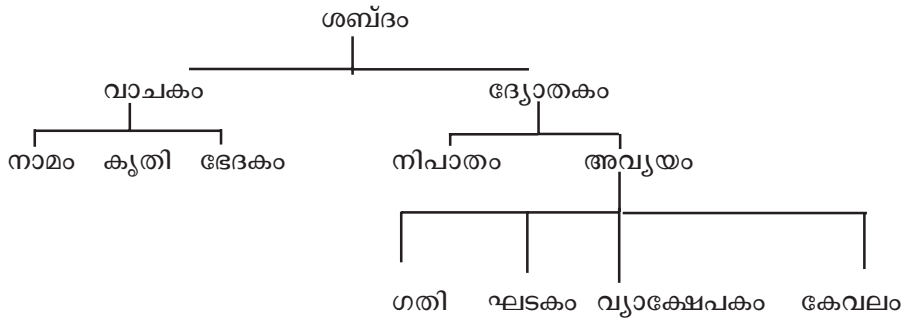 ശബ്ദം
വാചകം ദ്യോതകം
നാമം കൃതി ഭേദകം നിപാതം അവ്യയം
ഗതി ഘടകം വ്യാക്ഷേപകം കേവലം